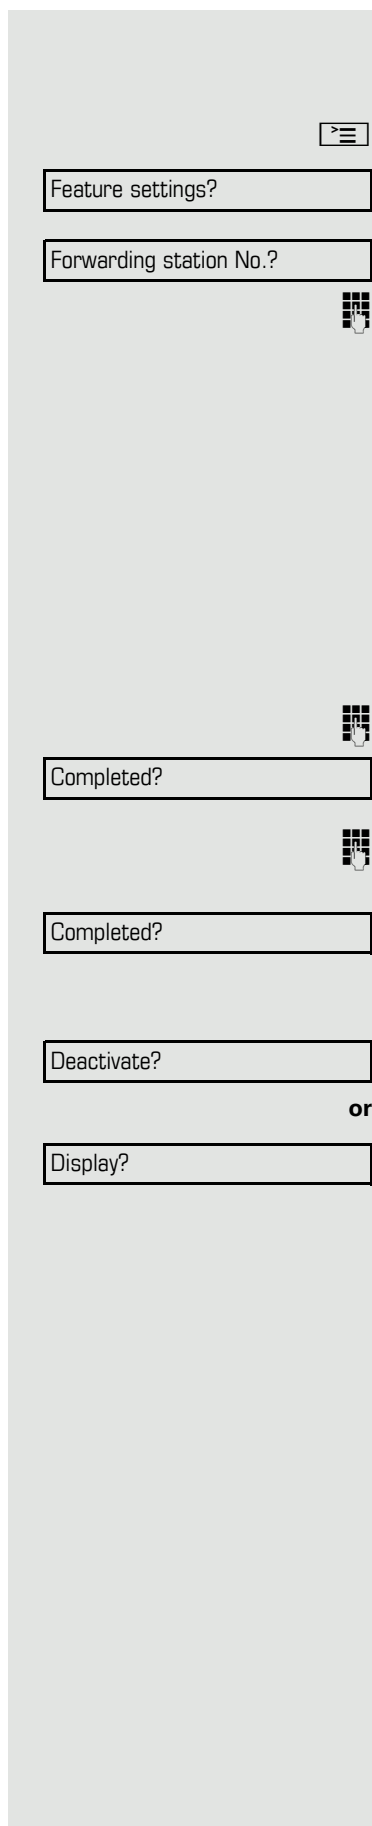 Feature settings?
Forwarding station No.?
Completed?
Completed?
Deactivate?
or
Display?